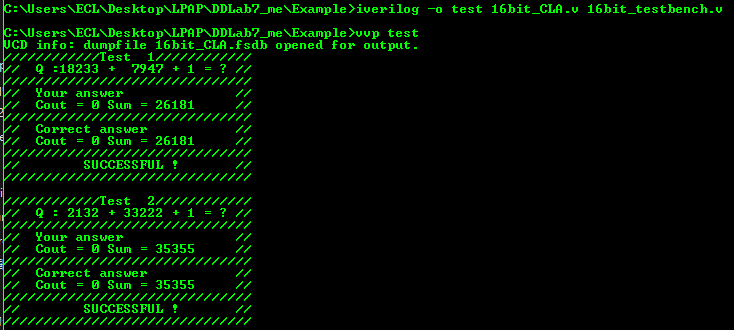 C:\Users\ECL\Desktop\LPAP\DDLab7_me\Example>iverilog -o test 16bit_CLA.v 16bit_testbench.v
C:\Users\ECL\Desktop\LPAP\DDLab7_me\Example>vvp test
VCD info: dumpfile 16bit_CLA.fsdb opened for output.
////////////Test  1////////////
//  Q :18233 +  7947 + 1 = ? //
///////////////////////////////
//  Your answer              //
//  Cout = 0 Sum = 26181     //
///////////////////////////////
//  Correct answer           //
//  Cout = 0 Sum = 26181     //
///////////////////////////////
//        SUCCESSFUL !       //
///////////////////////////////
////////////Test  2////////////
//  Q : 2132 + 33222 + 1 = ? //
///////////////////////////////
//  Your answer              //
//  Cout = 0 Sum = 35355     //
///////////////////////////////
//  Correct answer           //
//  Cout = 0 Sum = 35355     //
///////////////////////////////
//        SUCCESSFUL !       //
///////////////////////////////